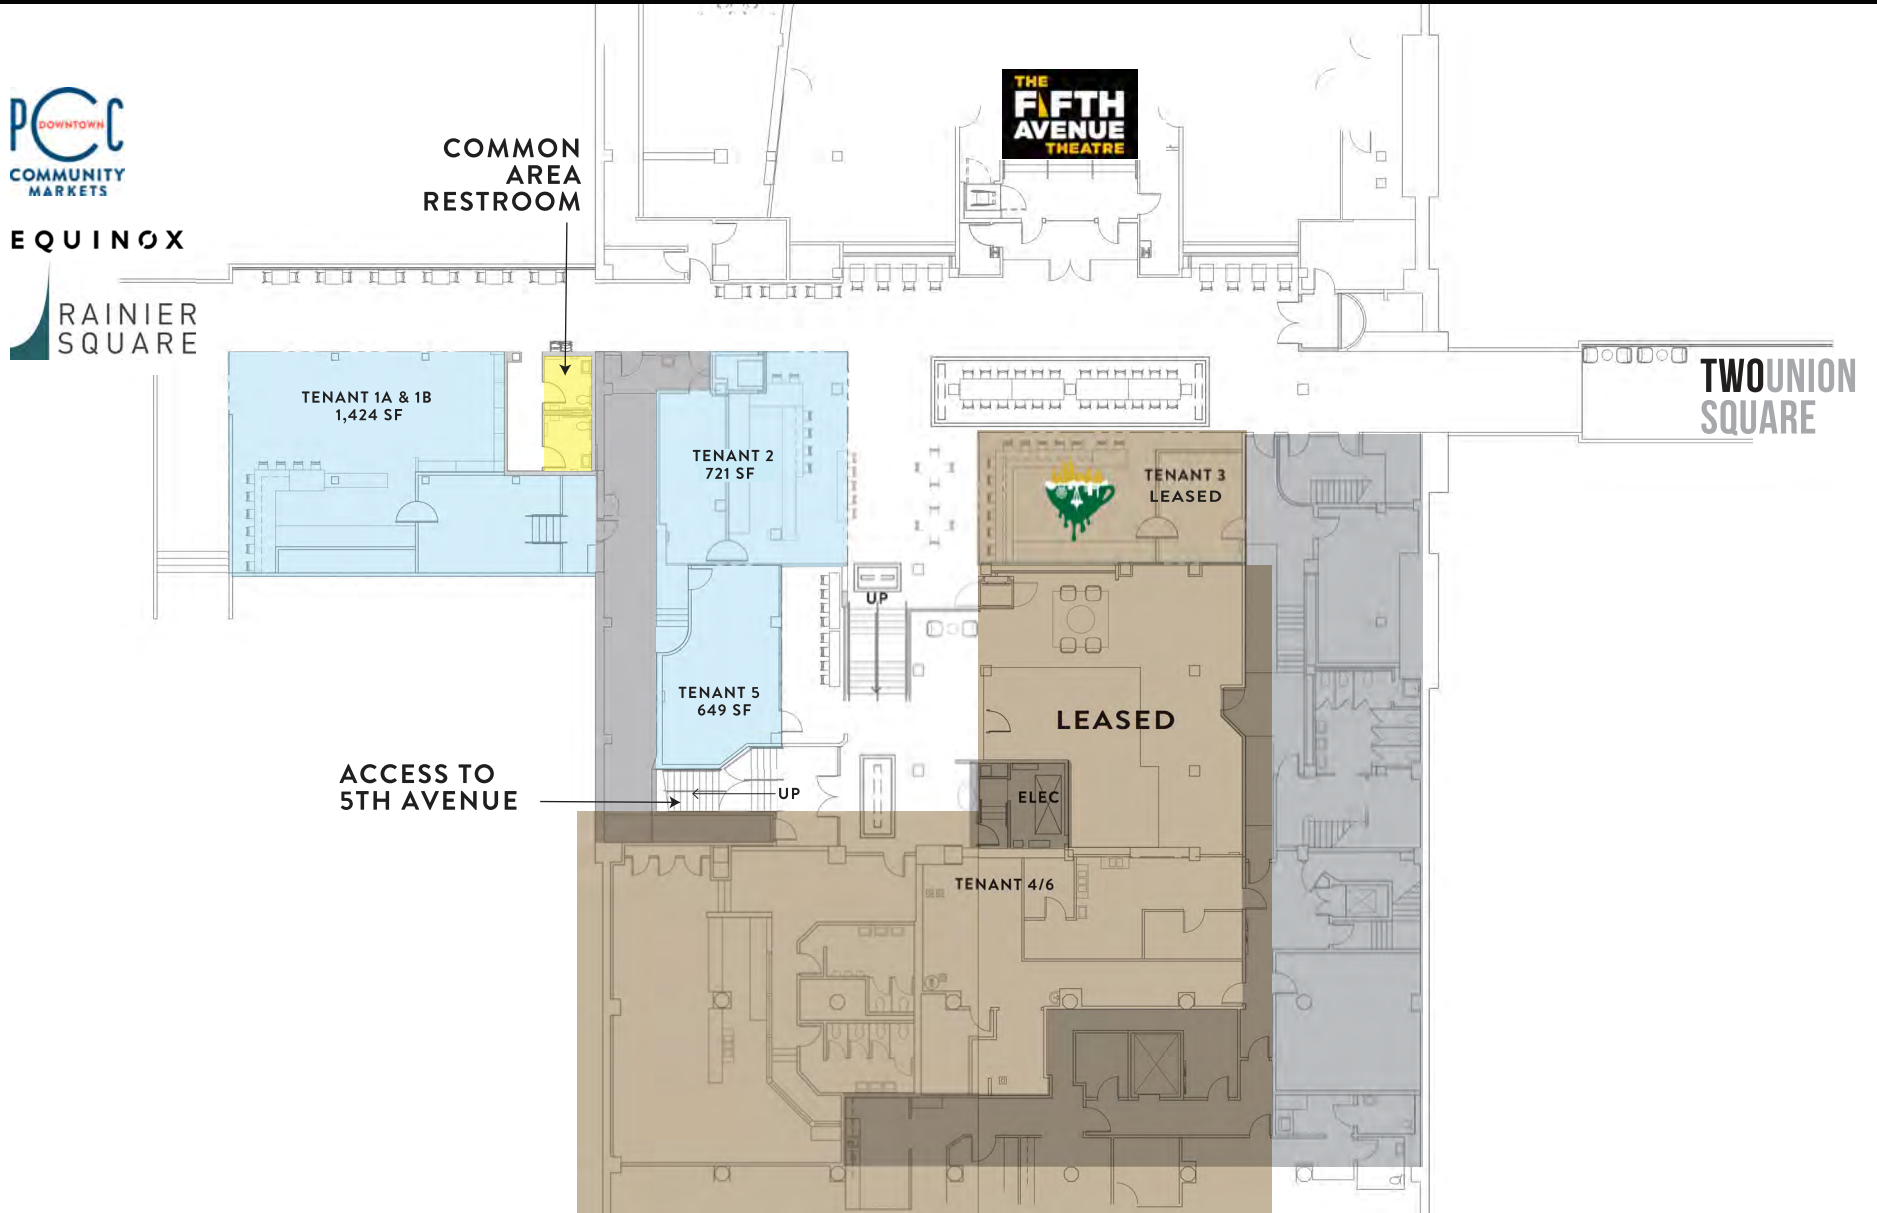 THE
FIFTH
AVENUE
THEATRE
PCC
DOWNTOWN
COMMUNITY
MARKETS
EQUINOX
RAINIER
SQUARE
COMMON
AREA
RESTROOM
TWOUNION
SQUARE
TENANT 1A & 1B
1,424 SF
TENANT 2
721 SF
TENANT 3
LEASED
UP
TENANT 5
649 SF
LEASED
ACCESS TO
5TH AVENUE
UP
ELEC
TENANT 4/6